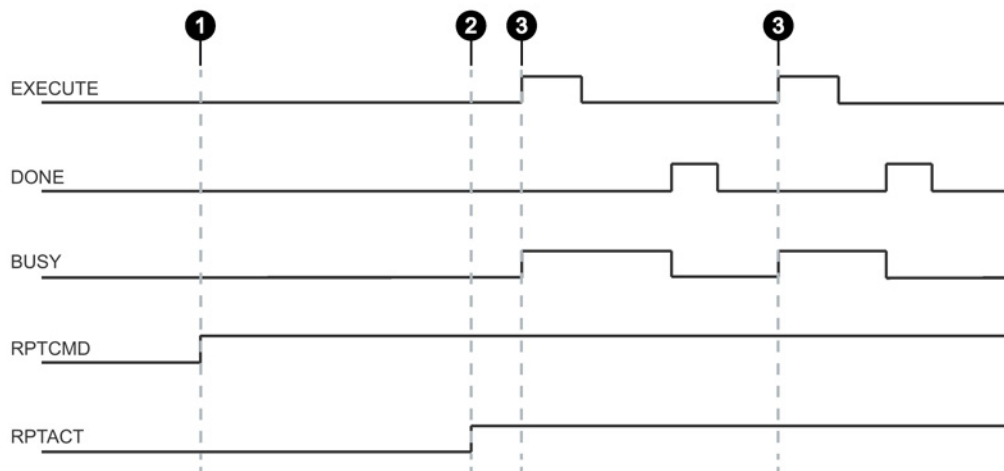 1 2 3 3
EXECUTE
DONE
BUSY
RPTCMD
RPTACT